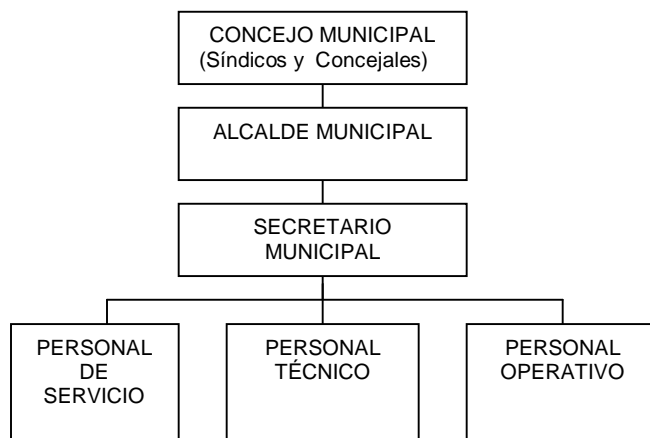 CONCEJO MUNICIPAL
(Síndicos y Concejales)
ALCALDE MUNICIPAL
SECRETARIO
MUNICIPAL
PERSONAL
DE
SERVICIO
PERSONAL
TÉCNICO
PERSONAL
OPERATIVO